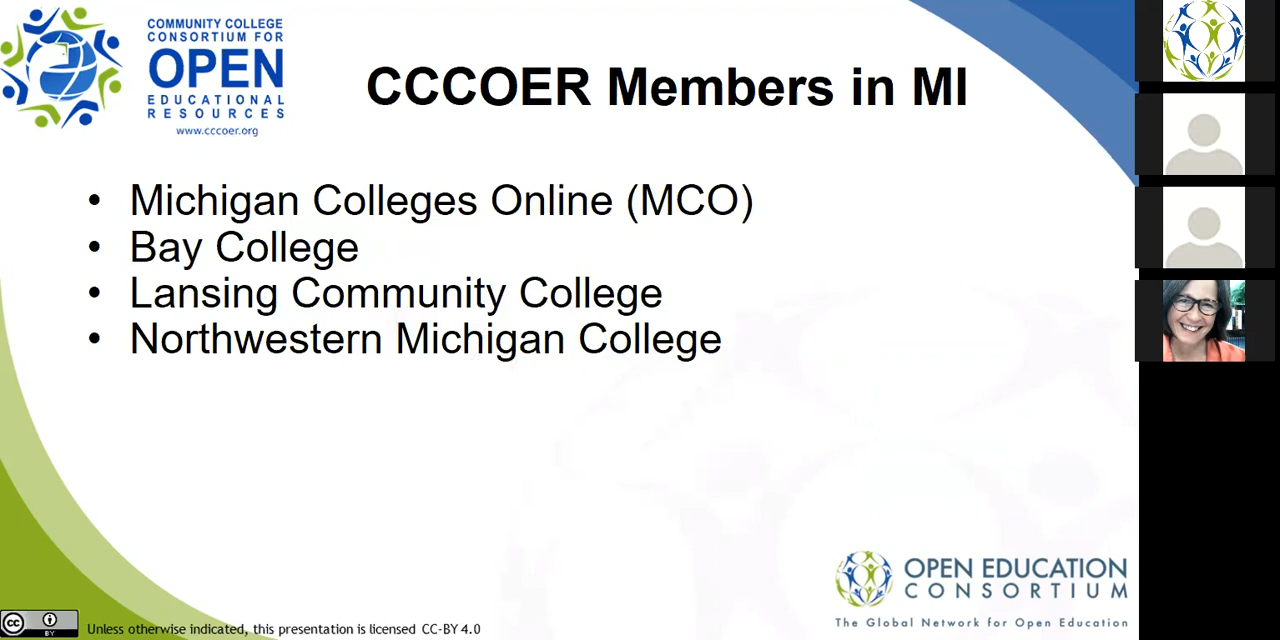 COMMUNITY COLLEGE
CONSORTIUM FOR
OPEN
EDUCATIONAL
RESOURCES
www.cccoer.org
CCCOER Members in MI
• Michigan Colleges Online (MCO)
• Bay College
• Lansing Community College
• Northwestern Michigan College
OPEN EDUCATION
CONSORTIUM
The Global Network for Open Education
cc
BY
Unless otherwise indicated, this presentation is licensed CC-BY 4.0